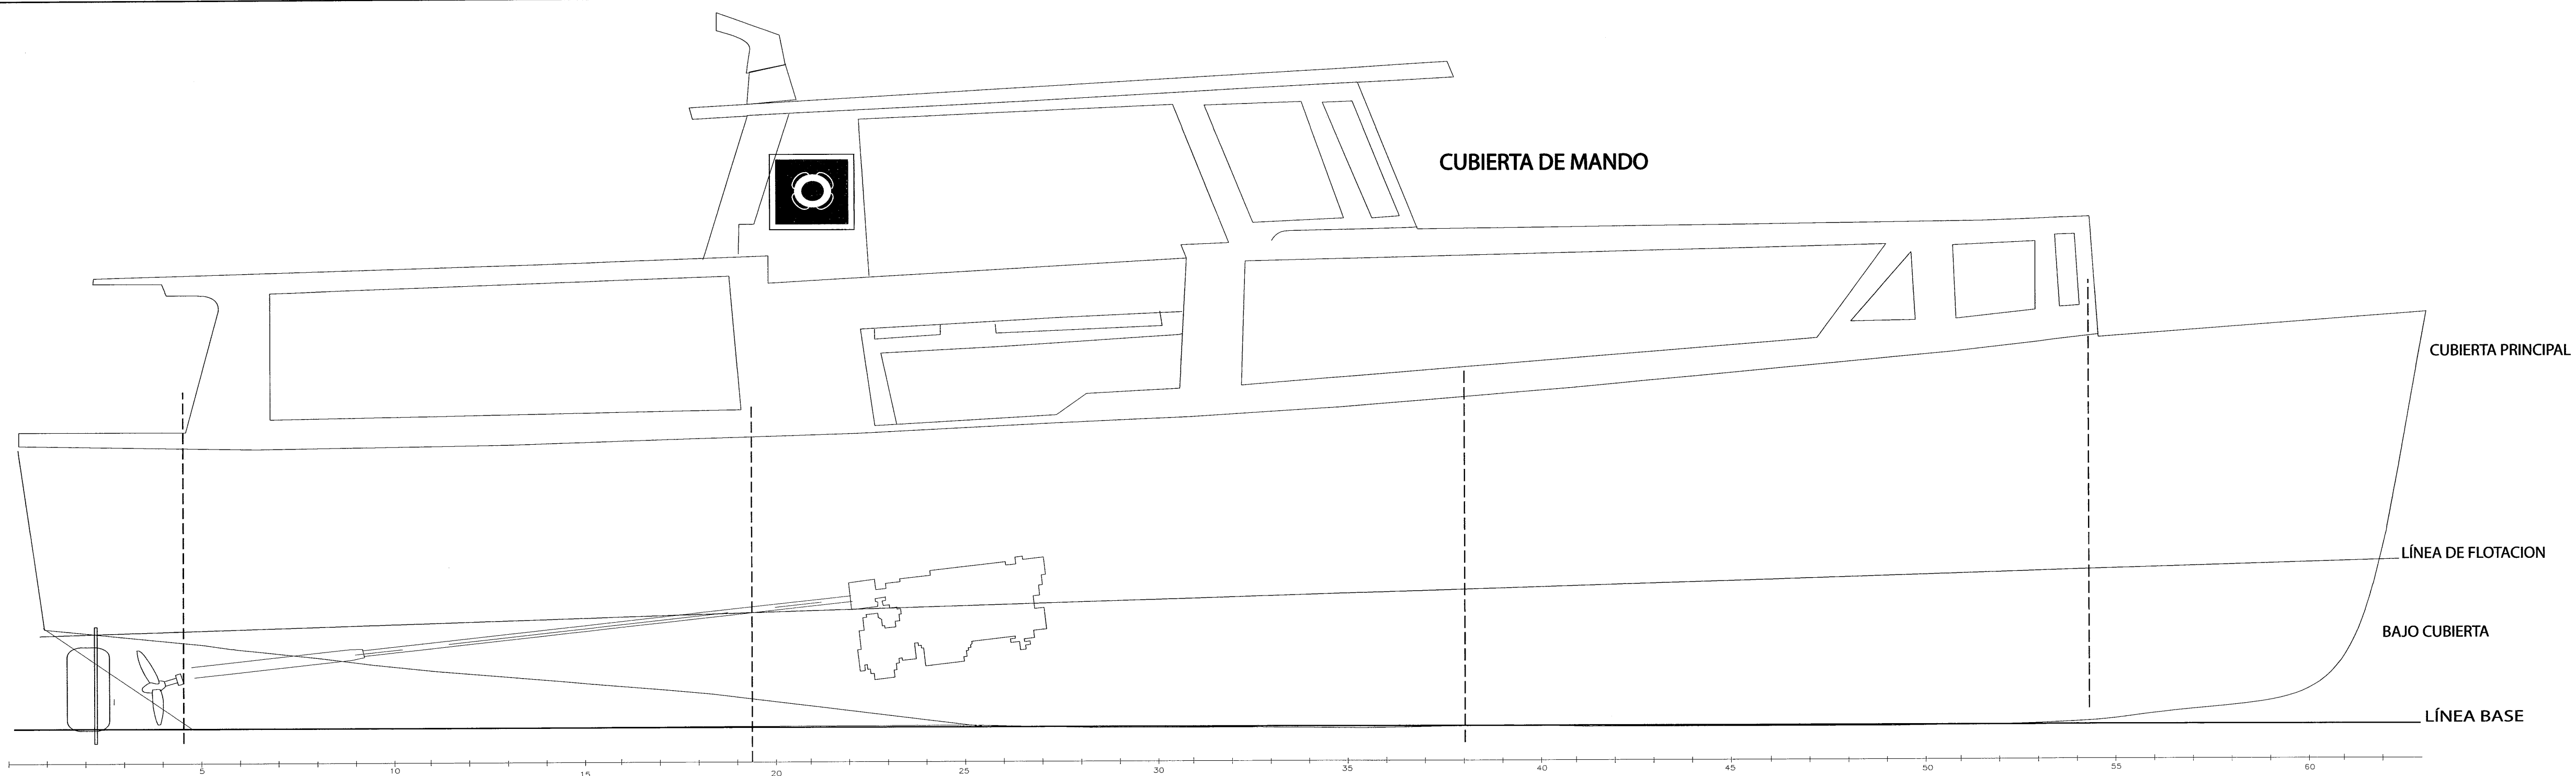 CUBIERTA DE MANDO
CUBIERTA PRINCIPAL
LÍNEA DE FLOTACION
BAJO CUBIERTA
LÍNEA BASE
5 10 15 20 25 30 35 40 45 50 55 60